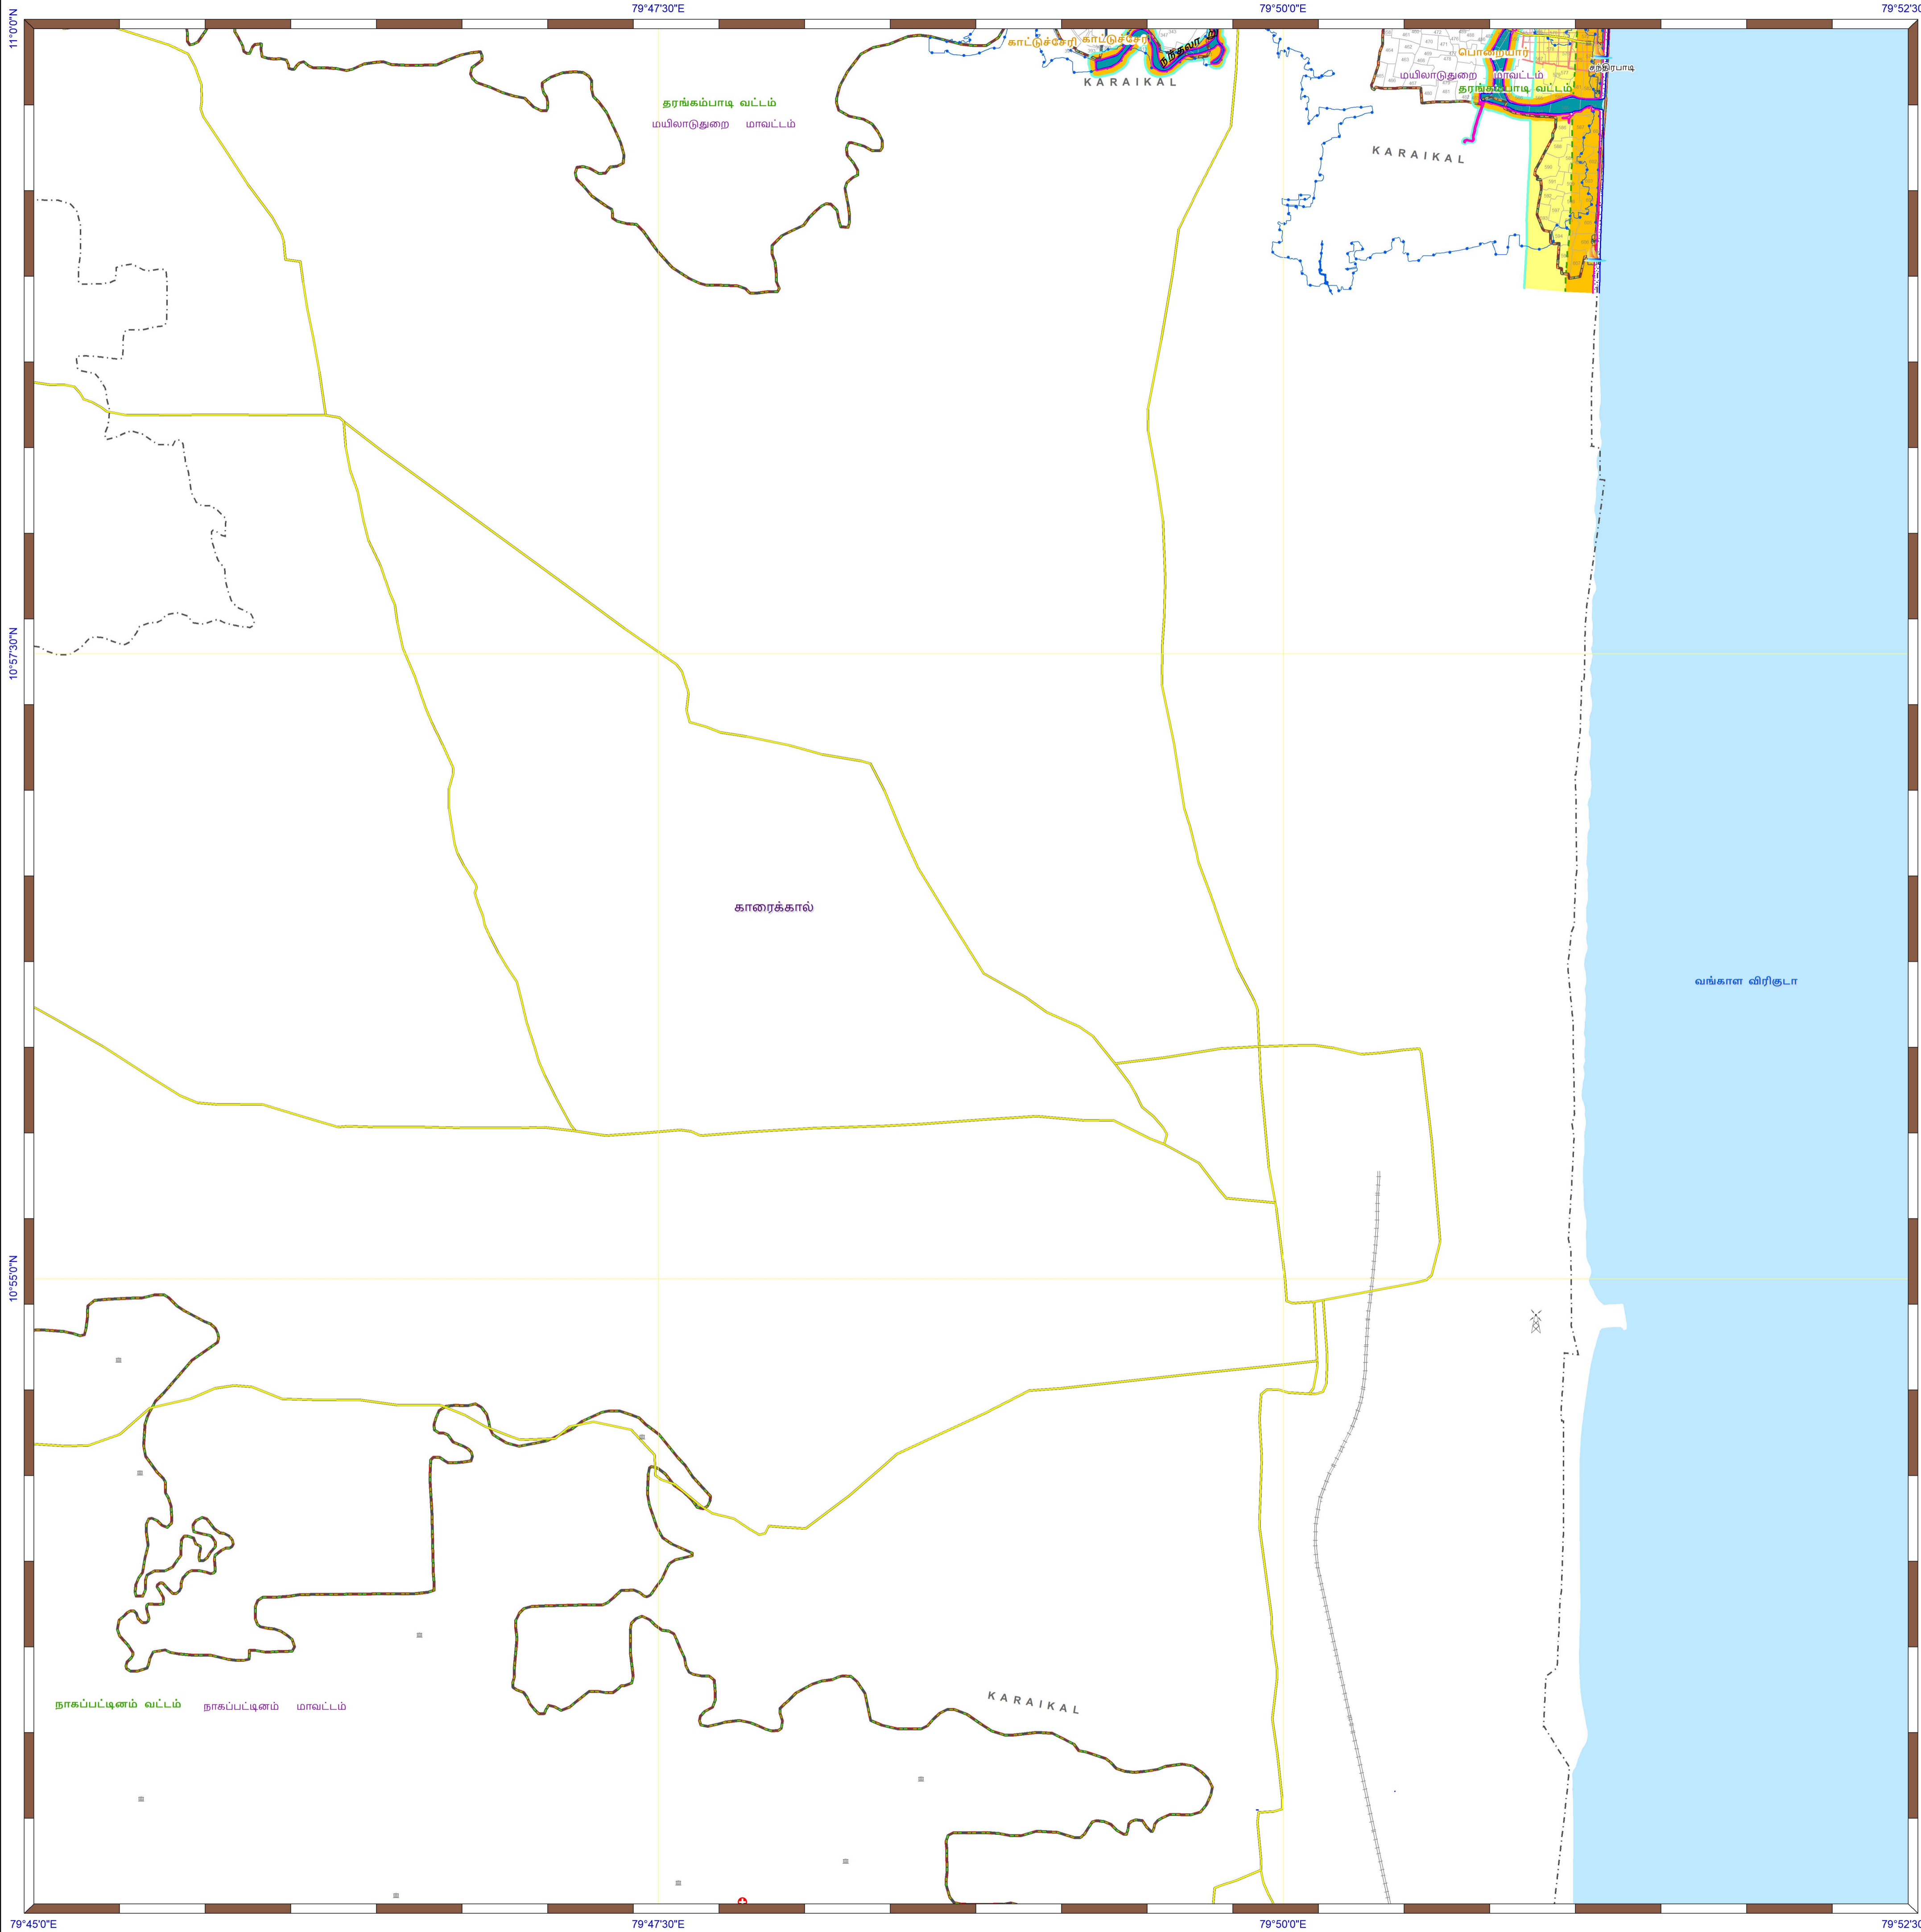 79°47'30"E
79°50'0"E
79°52'30
11°0'0"N
10°57'30"N
10°55'0"N
காட்டுச்சேரி
காட்டுச்சேரி
KARAIKAL
பொறையார்
சந்திரபாடி
மயிலாடுதுறை மாவட்டம்
தரங்கம்பாடி வட்டம்
தரங்கம்பாடி வட்டம்
மயிலாடுதுறை மாவட்டம்
KARAIKAL
காரைக்கால்
வங்காள விரிகுடா
நாகப்பட்டினம் வட்டம்
நாகப்பட்டினம் மாவட்டம்
KARAIKAL
79°45'0"E
79°47'30"E
79°50'0"E
79°52'30